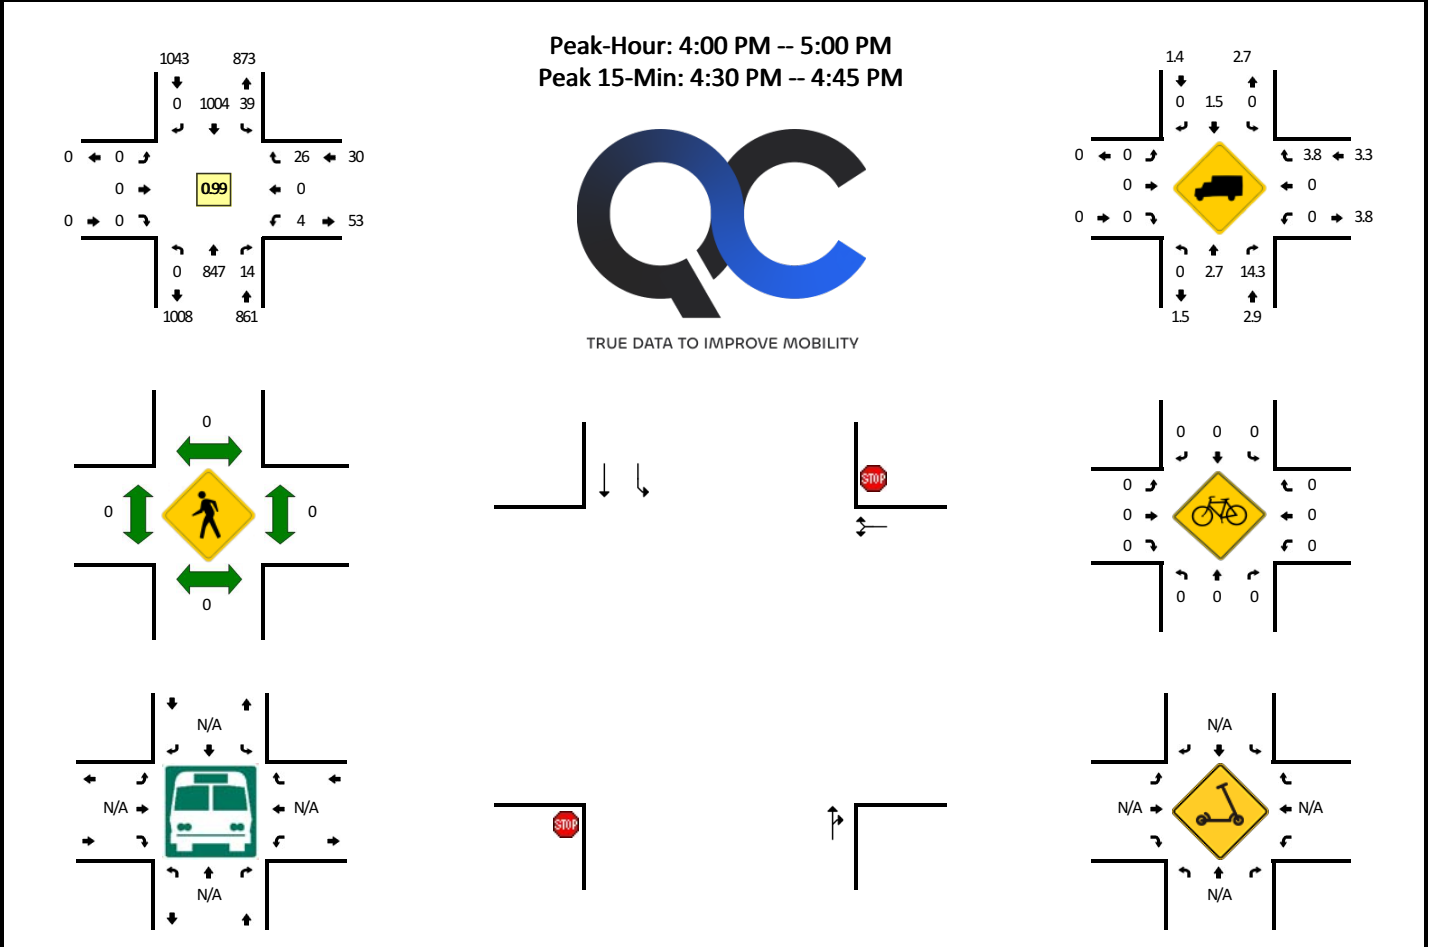 Peak-Hour: 4:00 PM -- 5:00 PM
Peak 15-Min: 4:30 PM -- 4:45 PM
1043 873
0 1004 39
0 0 26 30
0 0.99 0
0 0 4 53
0 847 14
1008 861
QC
TRUE DATA TO IMPROVE MOBILITY
1.4 2.7
0 1.5 0
0 0 3.8 3.3
0 0
0 0 0 3.8
0 2.7 14.3
1.5 2.9
0
0 0
0
STOP
STOP
0 0 0
0 0
0 0
0 0
0 0 0
N/A
N/A N/A
N/A
N/A
N/A N/A
N/A